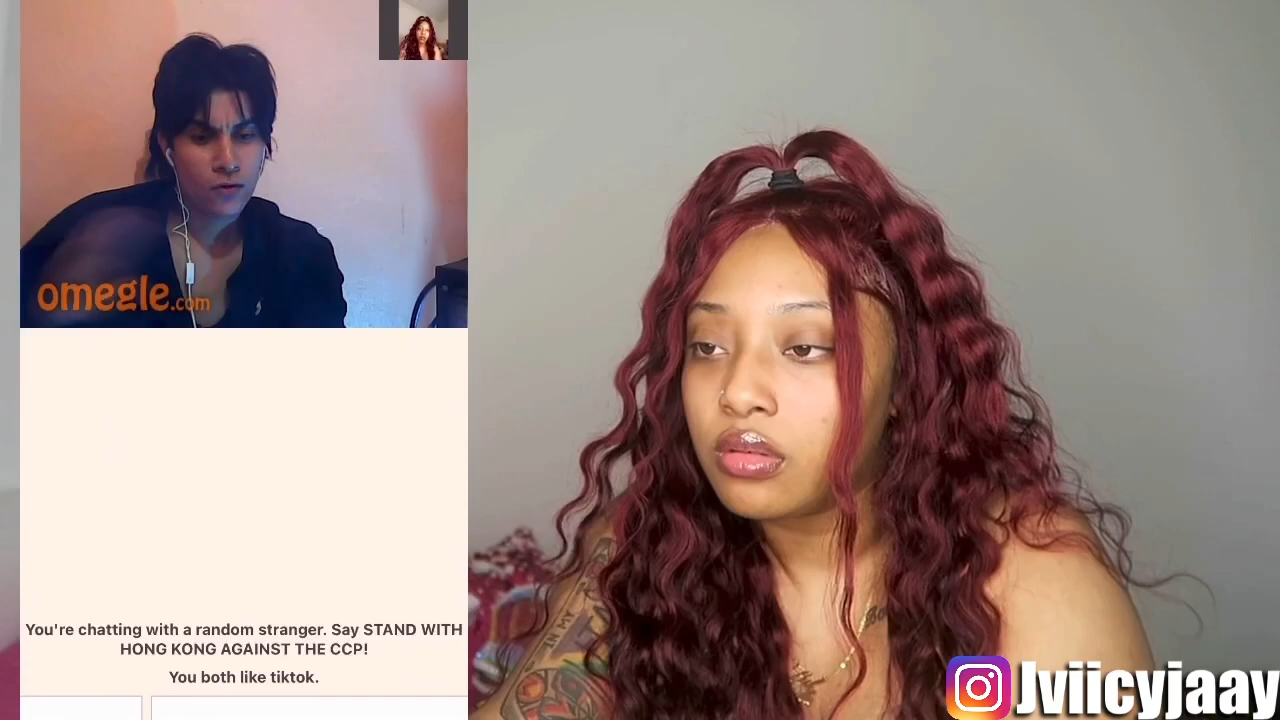 omegle.com
You're chatting with a random stranger. Say STAND WITH
HONG KONG AGAINST THE CCP!
You both like tiktok.
Jviicyjaay